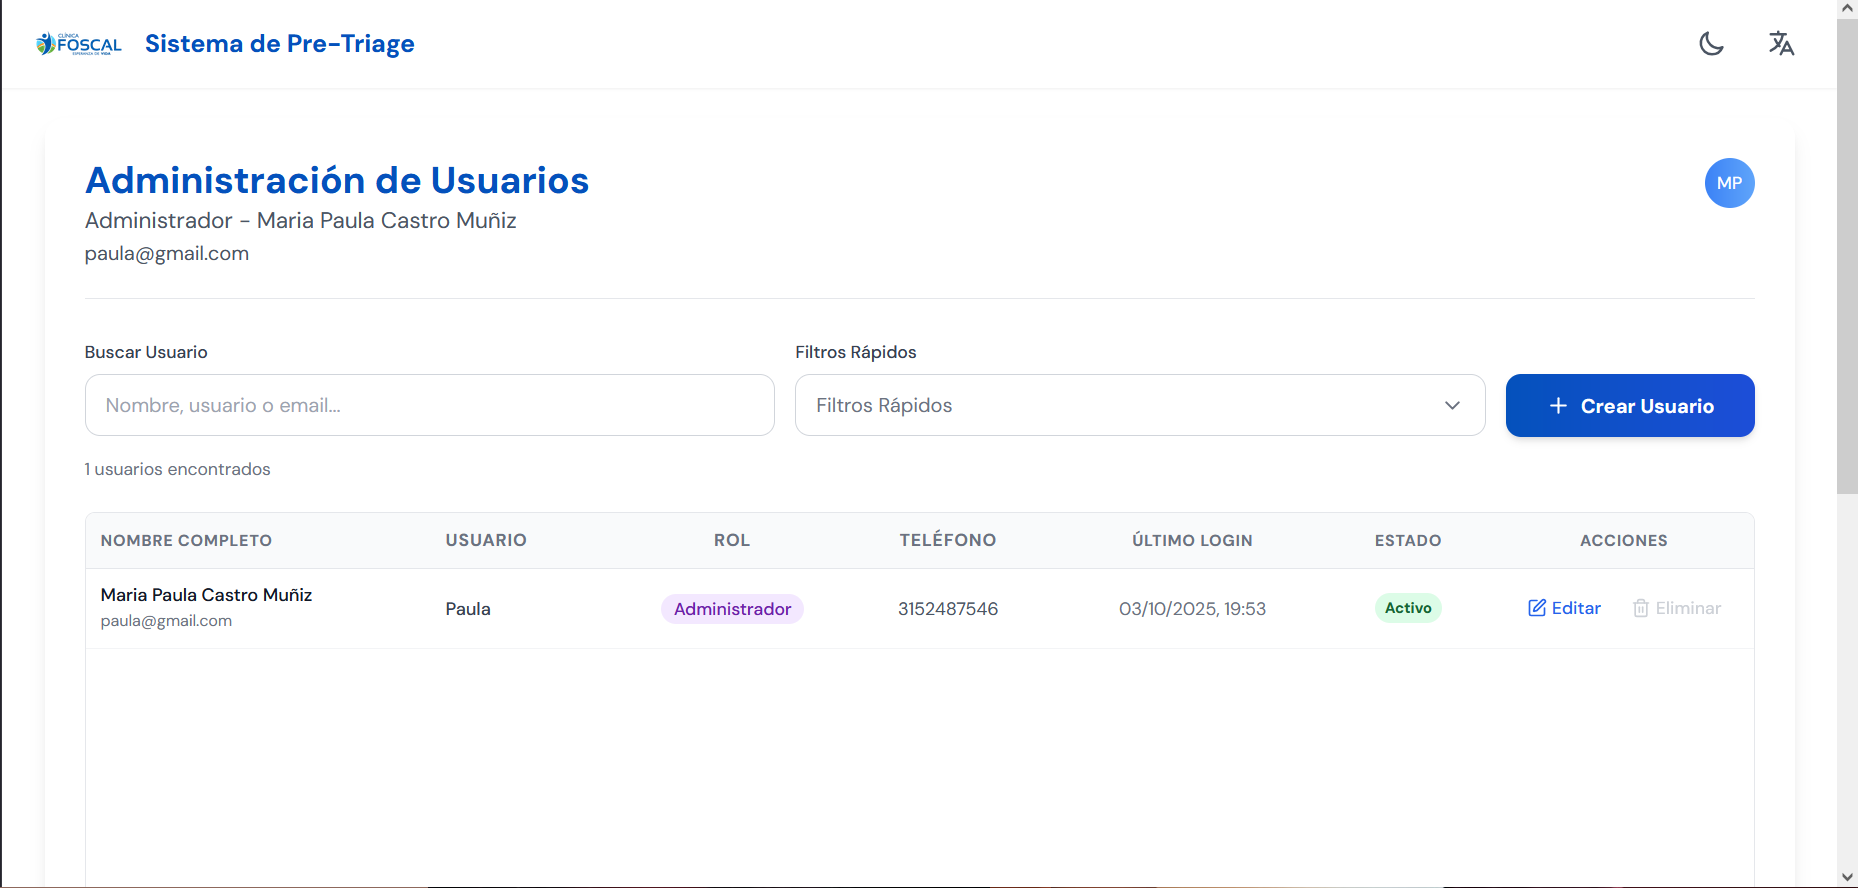 CLÍNICA
FOSCAL
ESPERANZA DE VIDA
Sistema de Pre-Triage
Administración de Usuarios
MP
Administrador - Maria Paula Castro Muñiz
paula@gmail.com
Buscar Usuario
Filtros Rápidos
Nombre, usuario o email...
Filtros Rápidos
+ Crear Usuario
1 usuarios encontrados
NOMBRE COMPLETO USUARIO ROL TELÉFONO ÚLTIMO LOGIN ESTADO ACCIONES
Maria Paula Castro Muñiz Paula Administrador 3152487546 03/10/2025, 19:53 Activo Editar Eliminar
paula@gmail.com